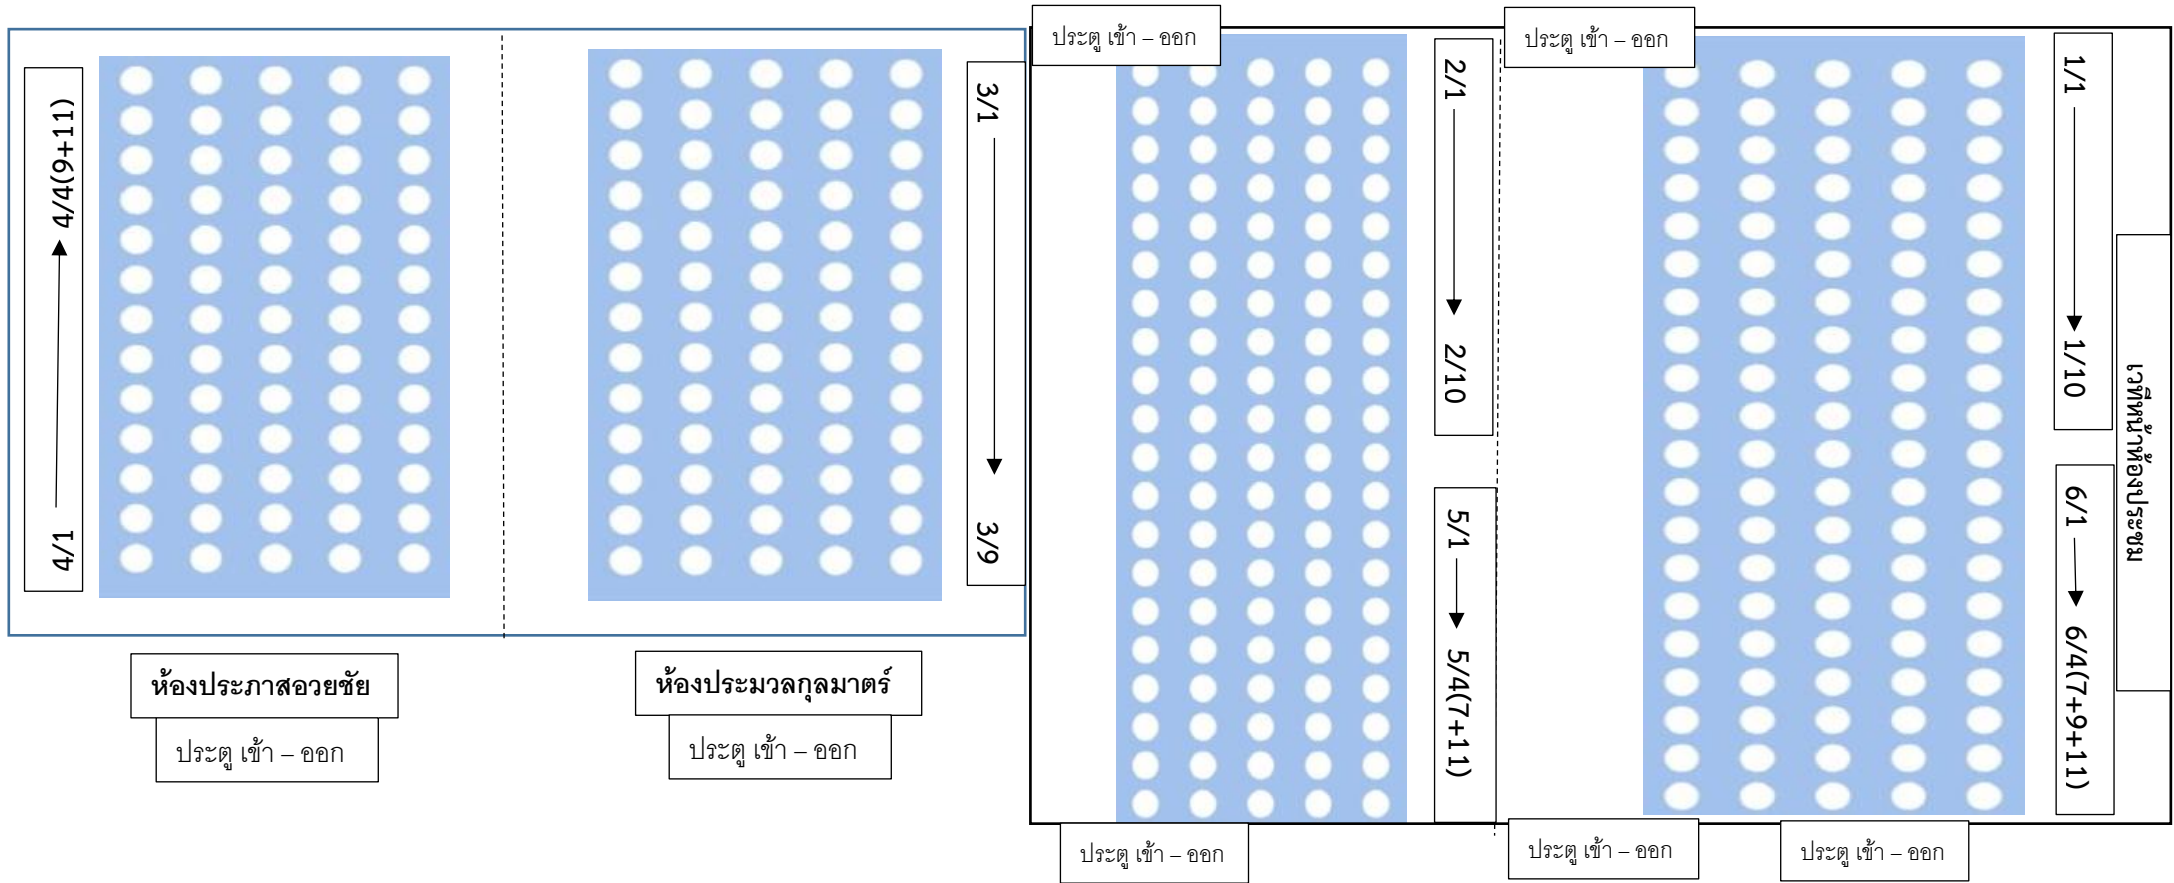 ประตู เข้า – ออก
ประตู เข้า – ออก
4/1 4/4(9+11)
3/1 3/9
2/1 2/10
1/1 1/10
5/1 5/4(7+11)
6/1 6/4(7+9+11)
เวทีหน้าห้องประชุม
ห้องประภาสอวยชัย
ประตู เข้า – ออก
ห้องประมวลกุลมาตร์
ประตู เข้า – ออก
ประตู เข้า – ออก
ประตู เข้า – ออก
ประตู เข้า – ออก